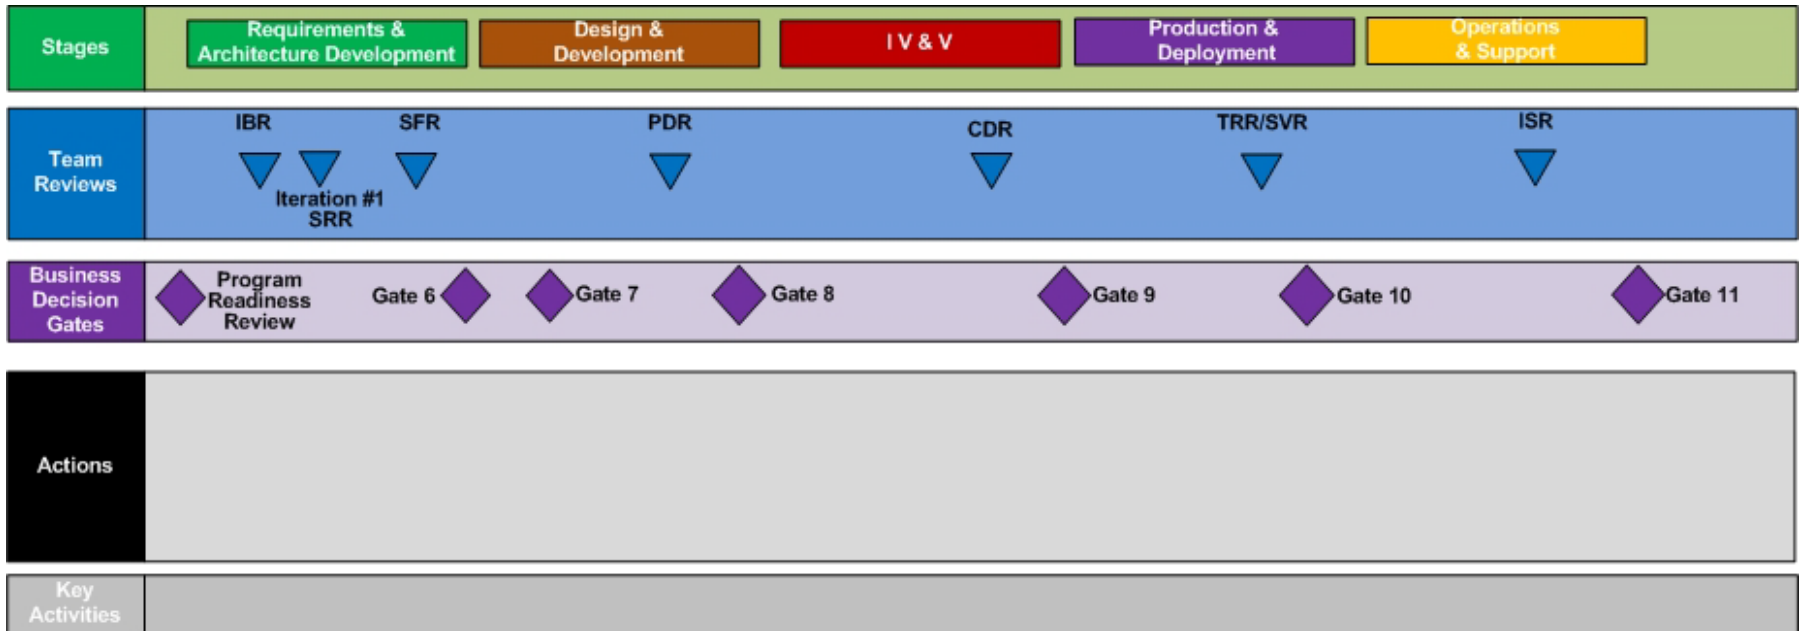 Stages
Requirements &
Architecture Development
Design &
Development
I V & V
Production &
Deployment
Operations
& Support
Team
Reviews
IBR
SFR
PDR
CDR
TRR/SVR
ISR
Iteration #1
SRR
Business
Decision
Gates
Program
Readiness
Review
Gate 6
Gate 7
Gate 8
Gate 9
Gate 10
Gate 11
Actions
Key
Activities